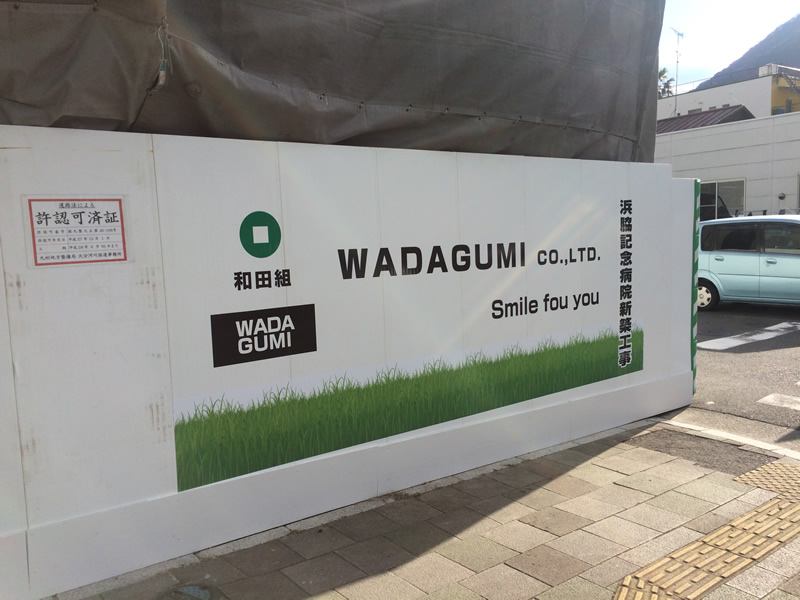 道路法による
許認可済証
和田組
WADA
GUMI
WADAGUMI CO.,LTD.
Smile fou you
浜脇記念病院新築工事